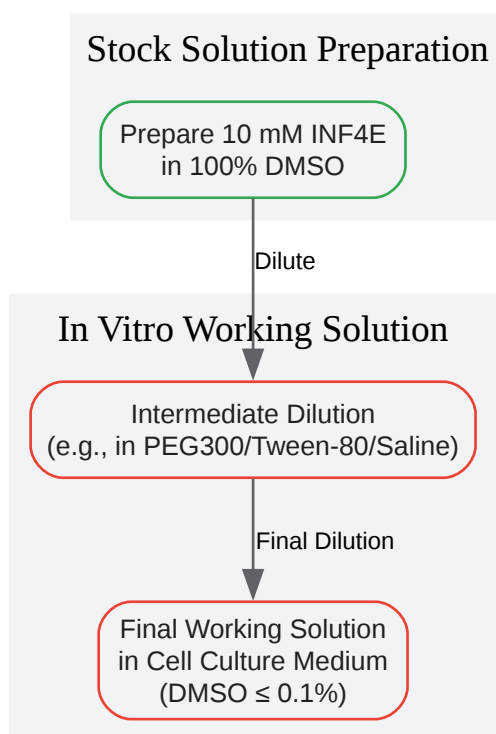 Stock Solution Preparation
Prepare 10 mM INF4E
in 100% DMSO
Dilute
In Vitro Working Solution
Intermediate Dilution
(e.g., in PEG300/Tween-80/Saline)
Final Dilution
Final Working Solution
in Cell Culture Medium
(DMSO ≤ 0.1%)